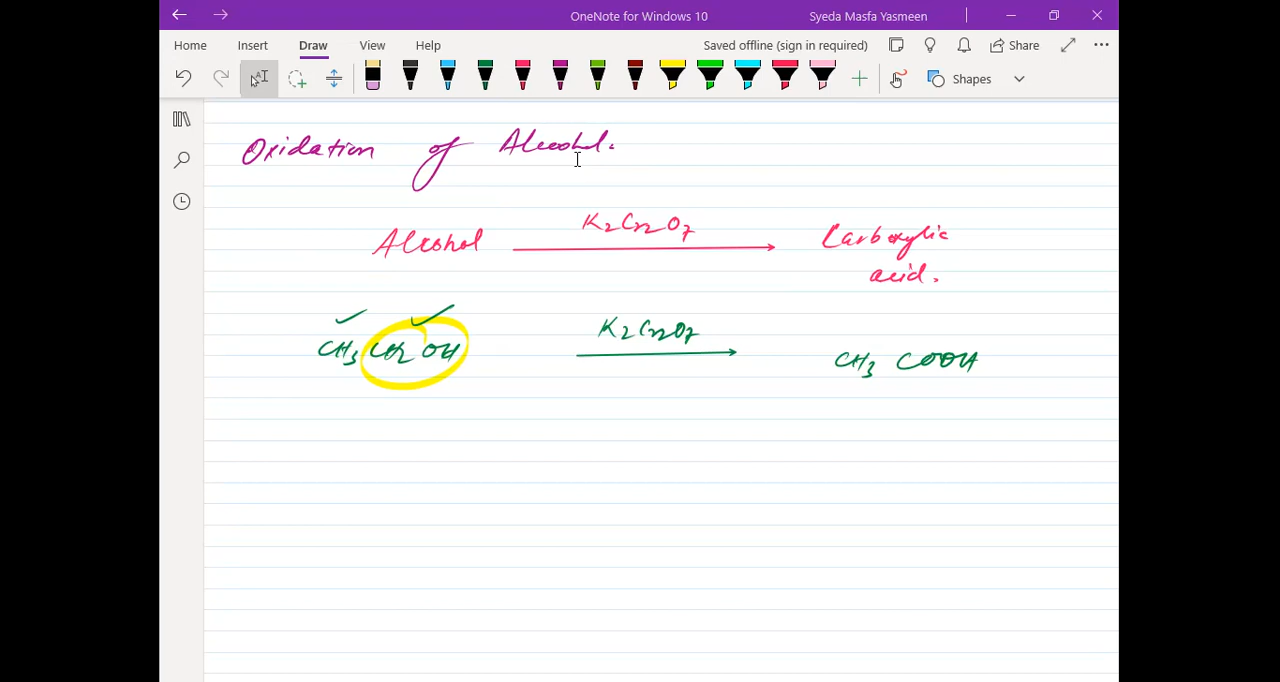 OneNote for Windows 10 Syeda Masfa Yasmeen
Home Insert Draw View Help Saved offline (sign in required) Share
Shapes
Oxidation of Alcohol.
K2Cr2O7
Alcohol Carboxylic
acid.
K2Cr2O7
CH3 CH2 OH CH3 COOH